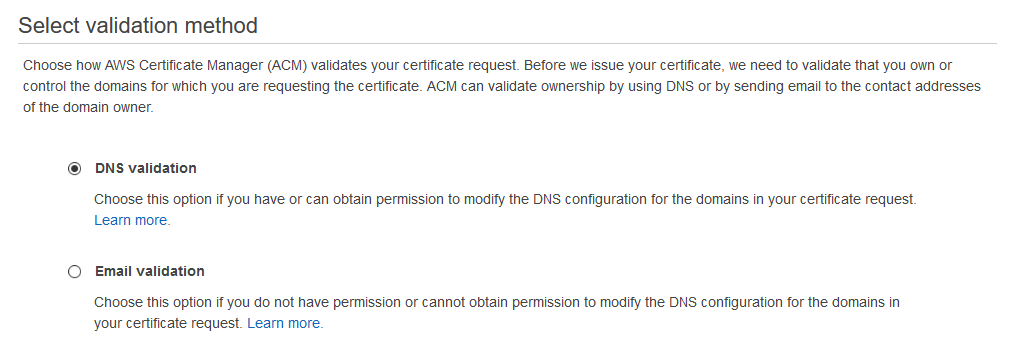 Select validation method
Choose how AWS Certificate Manager (ACM) validates your certificate request. Before we issue your certificate, we need to validate that you own or
control the domains for which you are requesting the certificate. ACM can validate ownership by using DNS or by sending email to the contact addresses
of the domain owner.
DNS validation
Choose this option if you have or can obtain permission to modify the DNS configuration for the domains in your certificate request.
Learn more.
Email validation
Choose this option if you do not have permission or cannot obtain permission to modify the DNS configuration for the domains in
your certificate request. Learn more.